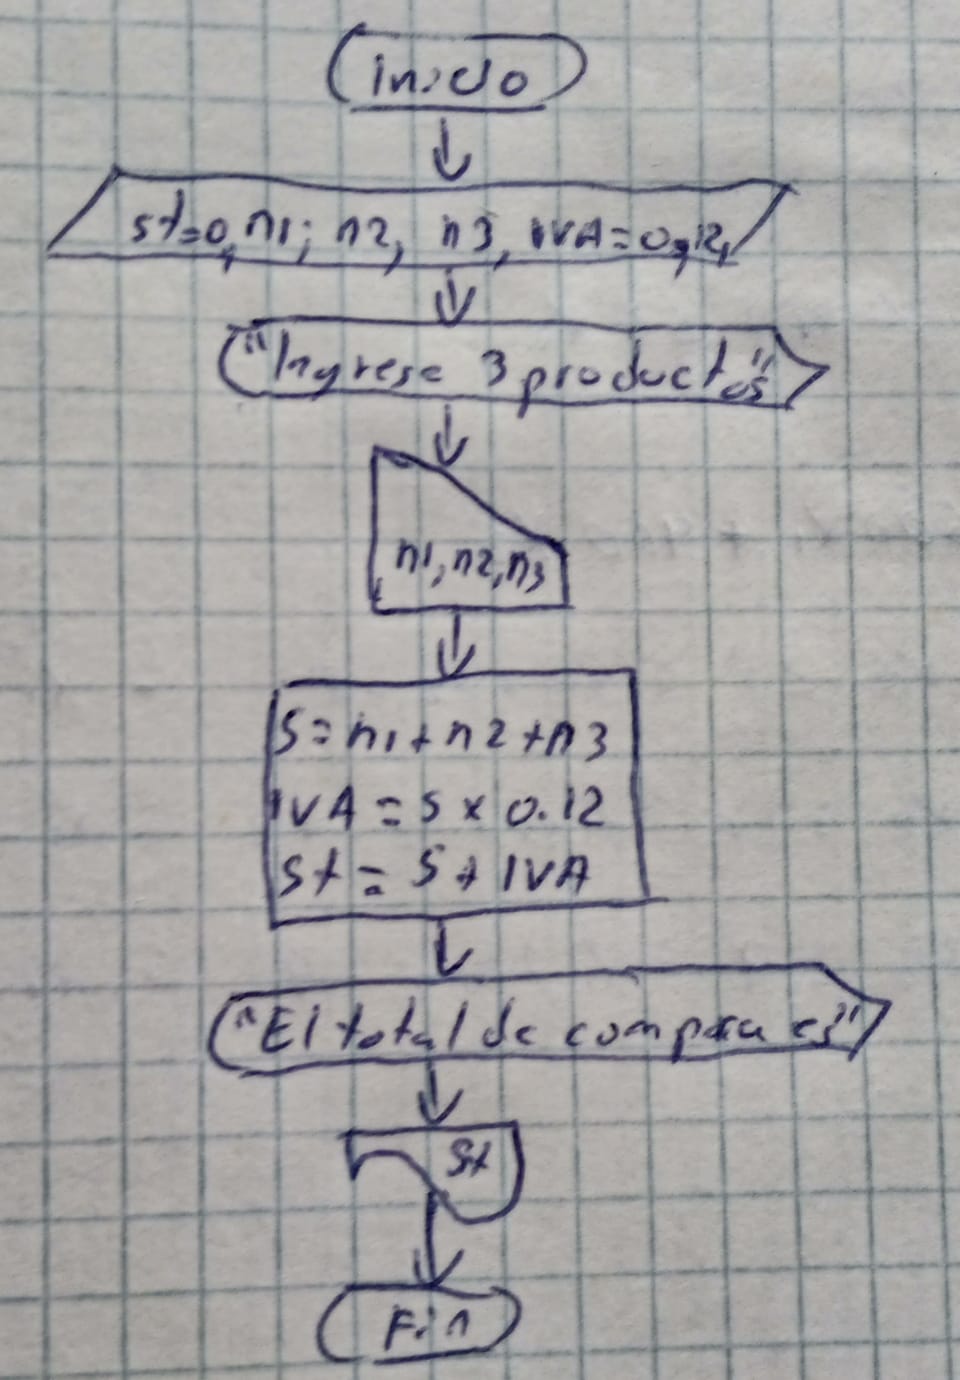 Inicio
st=0, n1; n2, n3, IVA=0,12,
"Ingrese 3 productos"
n1, n2, n3
S = n1 + n2 + n3
IVA = S x 0.12
St = S + IVA
"El total de compra es"
St
Fin